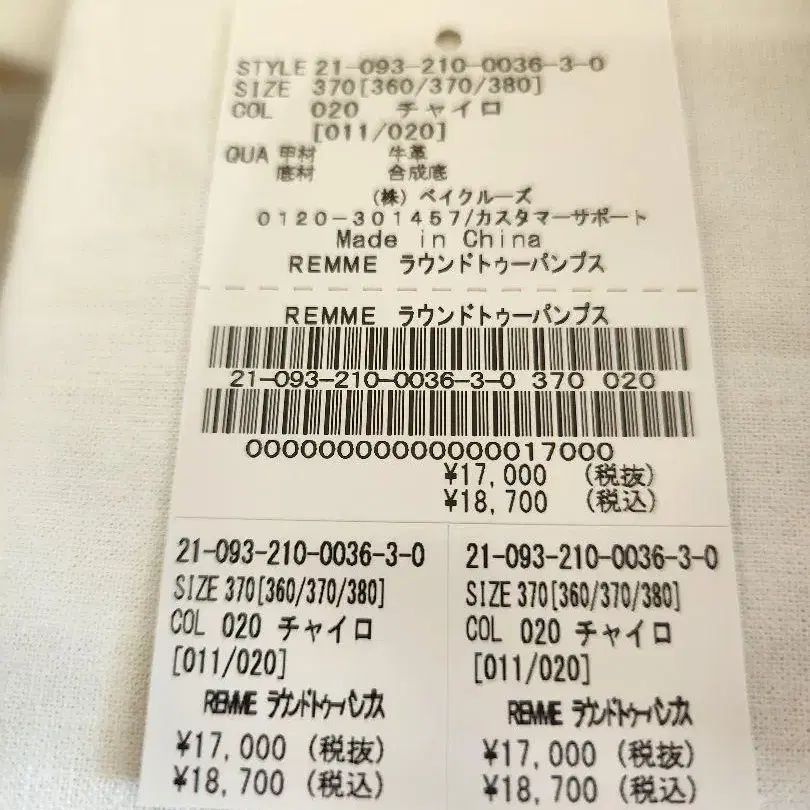 STYLE 21-093-210-0036-3-0
SIZE 370[360/370/380]
COL 020 チャイロ
[011/020]
QUA 甲材 牛革
底材 合成底
(株) ベイクルーズ
0120-301457/カスタマーサポート
Made in China
REMME ラウンドトゥーパンプス
REMME ラウンドトゥーパンプス
21-093-210-0036-3-0 370 020
00000000000000017000
¥17,000 (税抜)
¥18,700 (税込)
21-093-210-0036-3-0
SIZE 370[360/370/380]
COL 020 チャイロ
[011/020]
REMME ラウンドトゥーパンプス
¥17,000 (税抜)
¥18,700 (税込)
21-093-210-0036-3-0
SIZE 370[360/370/380]
COL 020 チャイロ
[011/020]
REMME ラウンドトゥーパンプス
¥17,000 (税抜)
¥18,700 (税込)